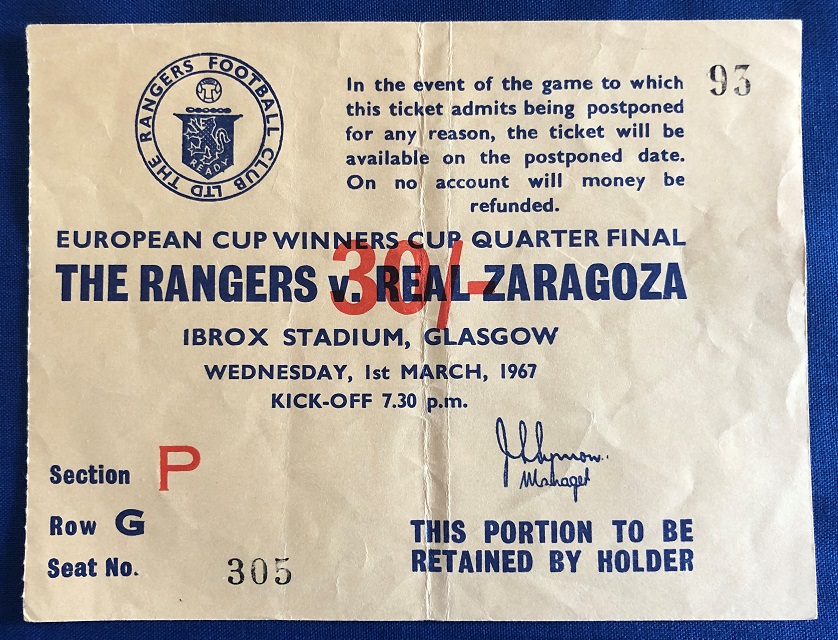 THE RANGERS FOOTBALL CLUB LTD
READY
93
In the event of the game to which
this ticket admits being postponed
for any reason, the ticket will be
available on the postponed date.
On no account will money be
refunded.
EUROPEAN CUP WINNERS CUP QUARTER FINAL
30/-
THE RANGERS v. REAL ZARAGOZA
IBROX STADIUM, GLASGOW
WEDNESDAY, 1st MARCH, 1967
KICK-OFF 7.30 p.m.
Manager
Section P
Row G
Seat No. 305
THIS PORTION TO BE
RETAINED BY HOLDER